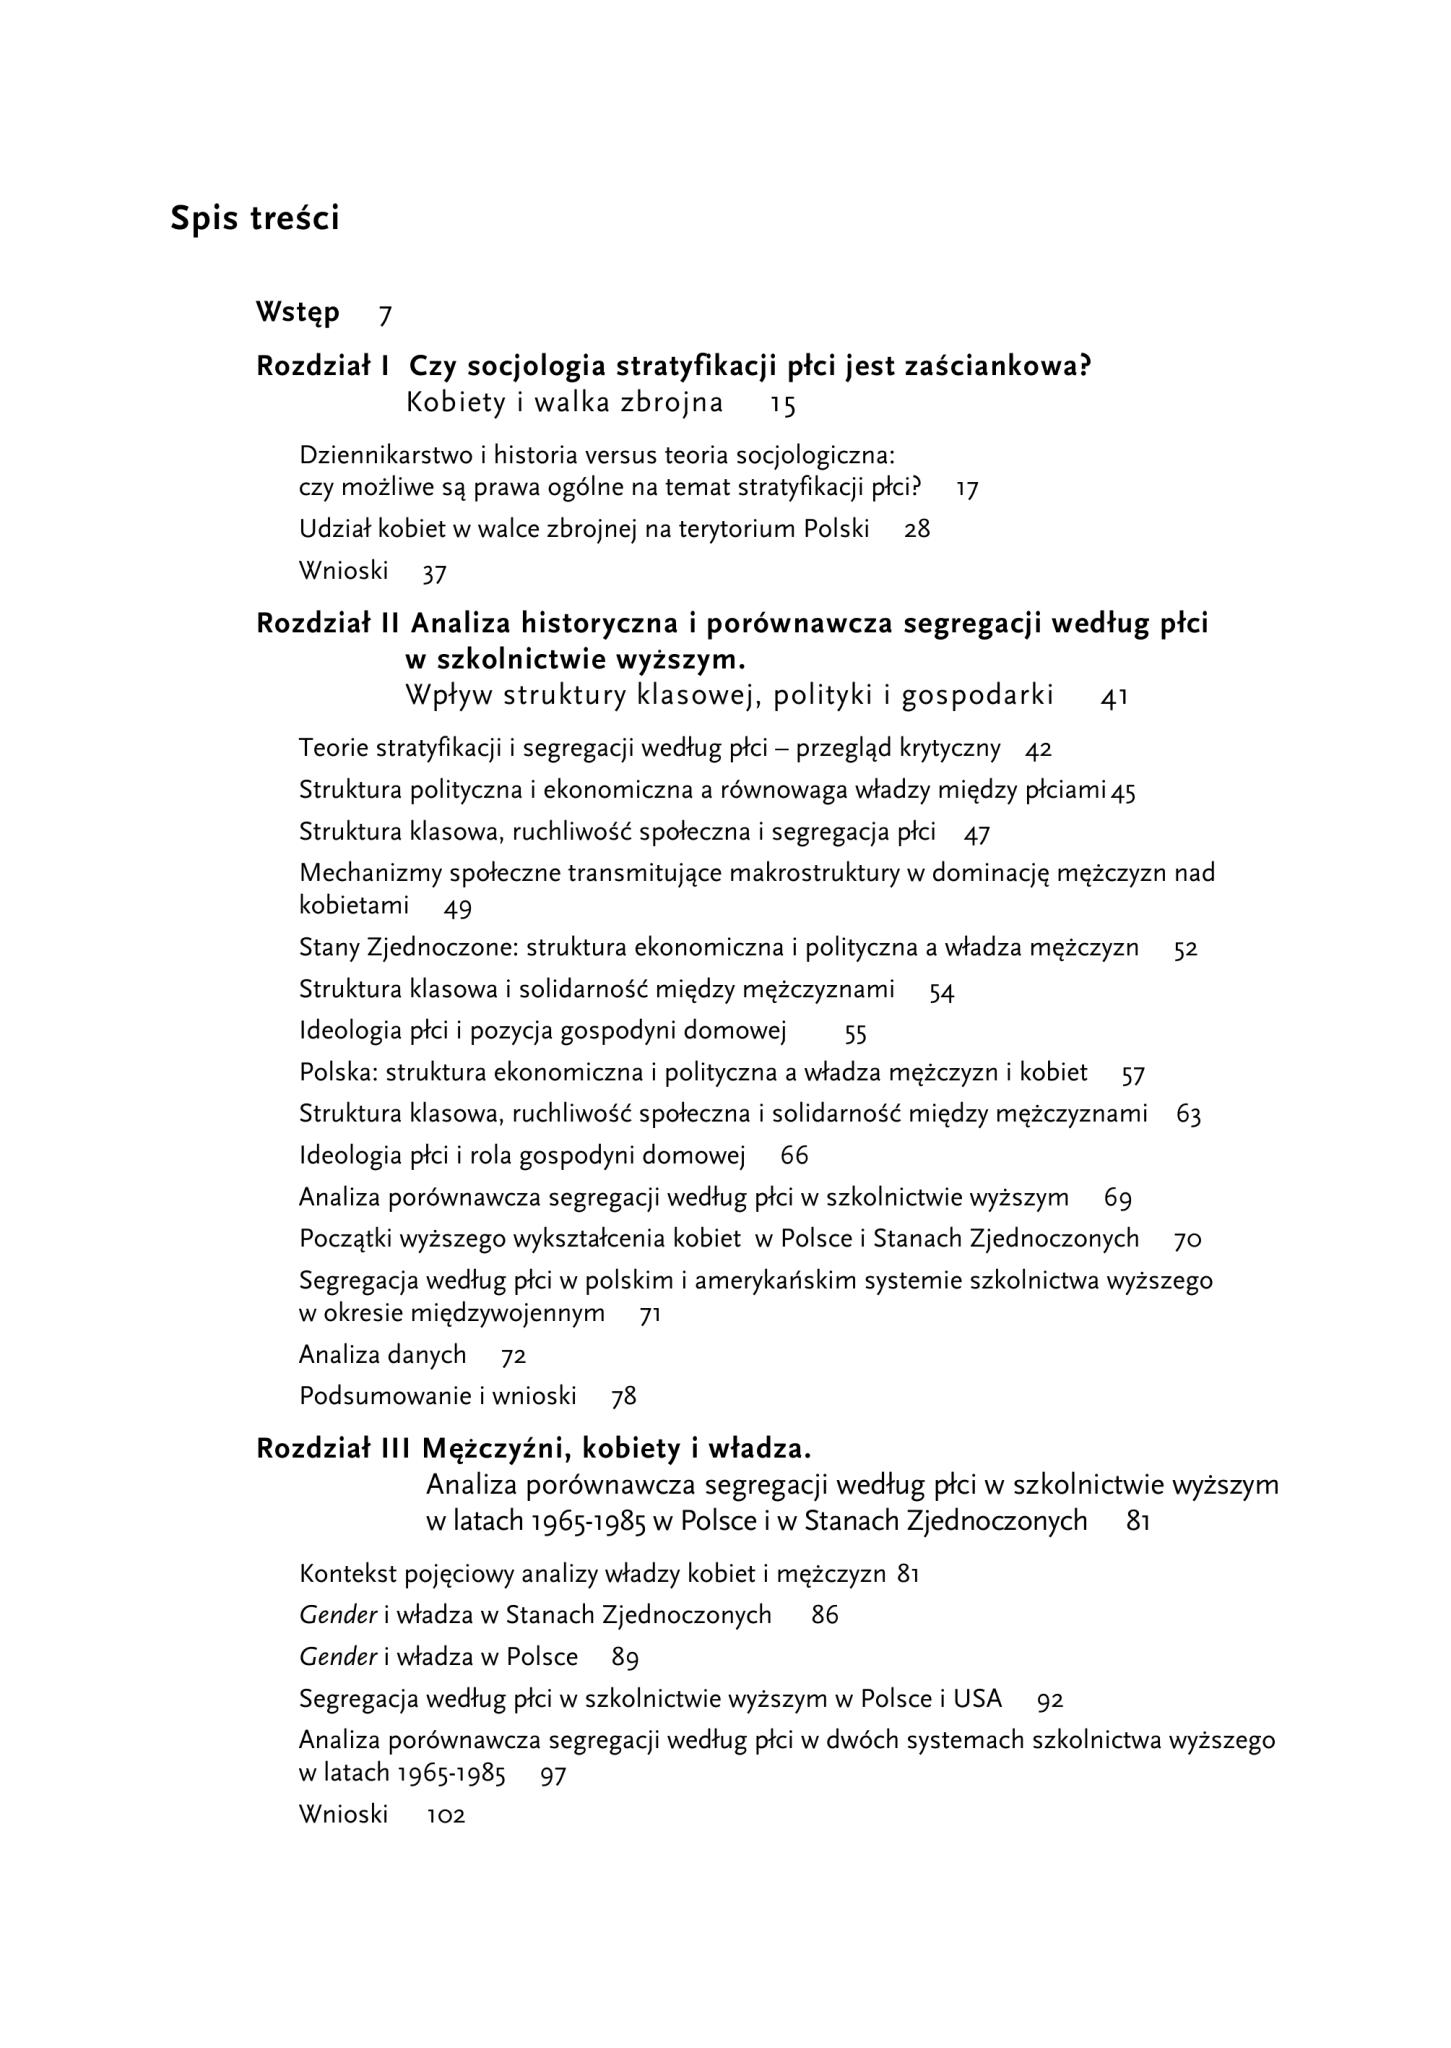 Spis treści
Wstęp 7
Rozdział I Czy socjologia stratyfikacji płci jest zaściankowa?
Kobiety i walka zbrojna 15
Dziennikarstwo i historia versus teoria socjologiczna:
czy możliwe są prawa ogólne na temat stratyfikacji płci? 17
Udział kobiet w walce zbrojnej na terytorium Polski 28
Wnioski 37
Rozdział II Analiza historyczna i porównawcza segregacji według płci
w szkolnictwie wyższym.
Wpływ struktury klasowej, polityki i gospodarki 41
Teorie stratyfikacji i segregacji według płci – przegląd krytyczny 42
Struktura polityczna i ekonomiczna a równowaga władzy między płciami 45
Struktura klasowa, ruchliwość społeczna i segregacja płci 47
Mechanizmy społeczne transmitujące makrostruktury w dominację mężczyzn nad
kobietami 49
Stany Zjednoczone: struktura ekonomiczna i polityczna a władza mężczyzn 52
Struktura klasowa i solidarność między mężczyznami 54
Ideologia płci i pozycja gospodyni domowej 55
Polska: struktura ekonomiczna i polityczna a władza mężczyzn i kobiet 57
Struktura klasowa, ruchliwość społeczna i solidarność między mężczyznami 63
Ideologia płci i rola gospodyni domowej 66
Analiza porównawcza segregacji według płci w szkolnictwie wyższym 69
Początki wyższego wykształcenia kobiet w Polsce i Stanach Zjednoczonych 70
Segregacja według płci w polskim i amerykańskim systemie szkolnictwa wyższego
w okresie międzywojennym 71
Analiza danych 72
Podsumowanie i wnioski 78
Rozdział III Mężczyźni, kobiety i władza.
Analiza porównawcza segregacji według płci w szkolnictwie wyższym
w latach 1965-1985 w Polsce i w Stanach Zjednoczonych 81
Kontekst pojęciowy analizy władzy kobiet i mężczyzn 81
Gender i władza w Stanach Zjednoczonych 86
Gender i władza w Polsce 89
Segregacja według płci w szkolnictwie wyższym w Polsce i USA 92
Analiza porównawcza segregacji według płci w dwóch systemach szkolnictwa wyższego
w latach 1965-1985 97
Wnioski 102